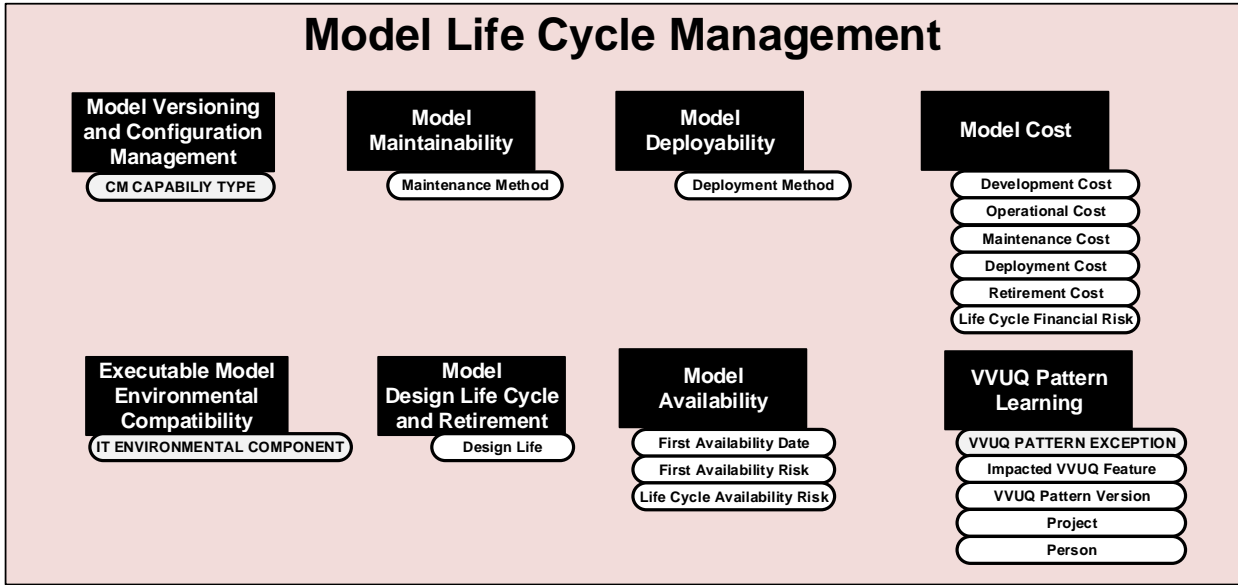 Model Life Cycle Management
Model Versioning
and Configuration
Management
CM CAPABILIY TYPE
Model
Maintainability
Maintenance Method
Model
Deployability
Deployment Method
Model Cost
Development Cost
Operational Cost
Maintenance Cost
Deployment Cost
Retirement Cost
Life Cycle Financial Risk
Executable Model
Environmental
Compatibility
IT ENVIRONMENTAL COMPONENT
Model
Design Life Cycle
and Retirement
Design Life
Model
Availability
First Availability Date
First Availability Risk
Life Cycle Availability Risk
VVUQ Pattern
Learning
VVUQ PATTERN EXCEPTION
Impacted VVUQ Feature
VVUQ Pattern Version
Project
Person